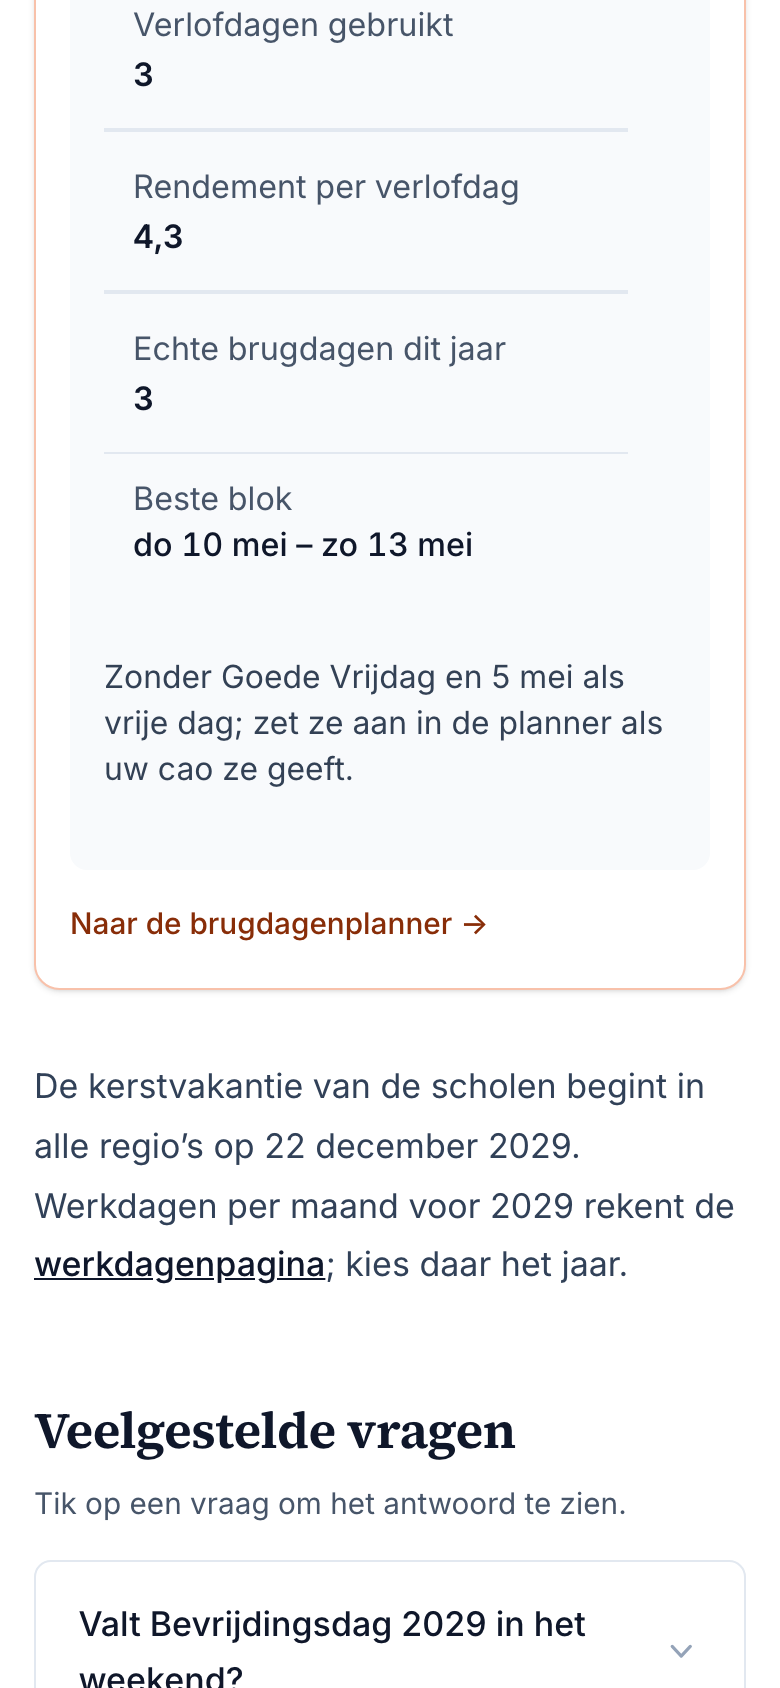 Verlofdagen gebruikt
3
Rendement per verlofdag
4,3
Echte brugdagen dit jaar
3
Beste blok
do 10 mei – zo 13 mei
Zonder Goede Vrijdag en 5 mei als
vrije dag; zet ze aan in de planner als
uw cao ze geeft.
Naar de brugdagenplanner →
De kerstvakantie van de scholen begint in
alle regio’s op 22 december 2029.
Werkdagen per maand voor 2029 rekent de
werkdagenpagina; kies daar het jaar.
Veelgestelde vragen
Tik op een vraag om het antwoord te zien.
Valt Bevrijdingsdag 2029 in het
weekend?